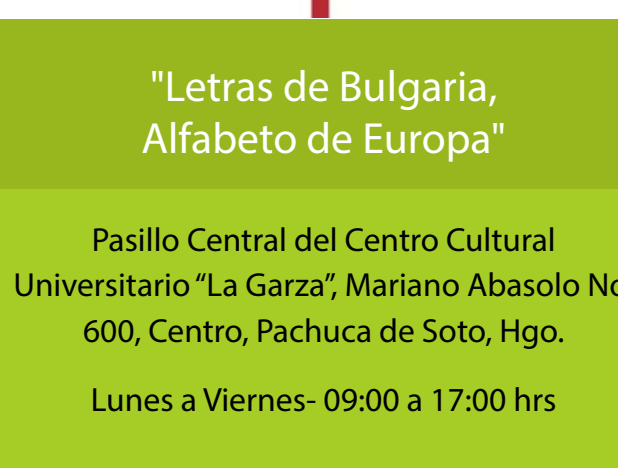 "Letras de Bulgaria,
Alfabeto de Europa"
Pasillo Central del Centro Cultural
Universitario “La Garza”, Mariano Abasolo No
600, Centro, Pachuca de Soto, Hgo.
Lunes a Viernes- 09:00 a 17:00 hrs